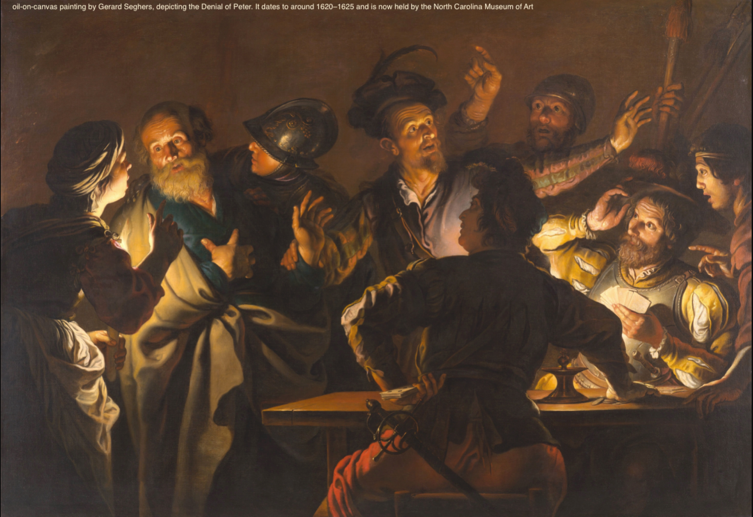 oil-on-canvas painting by Gerard Seghers, depicting the Denial of Peter. It dates to around 1620–1625 and is now held by the North Carolina Museum of Art